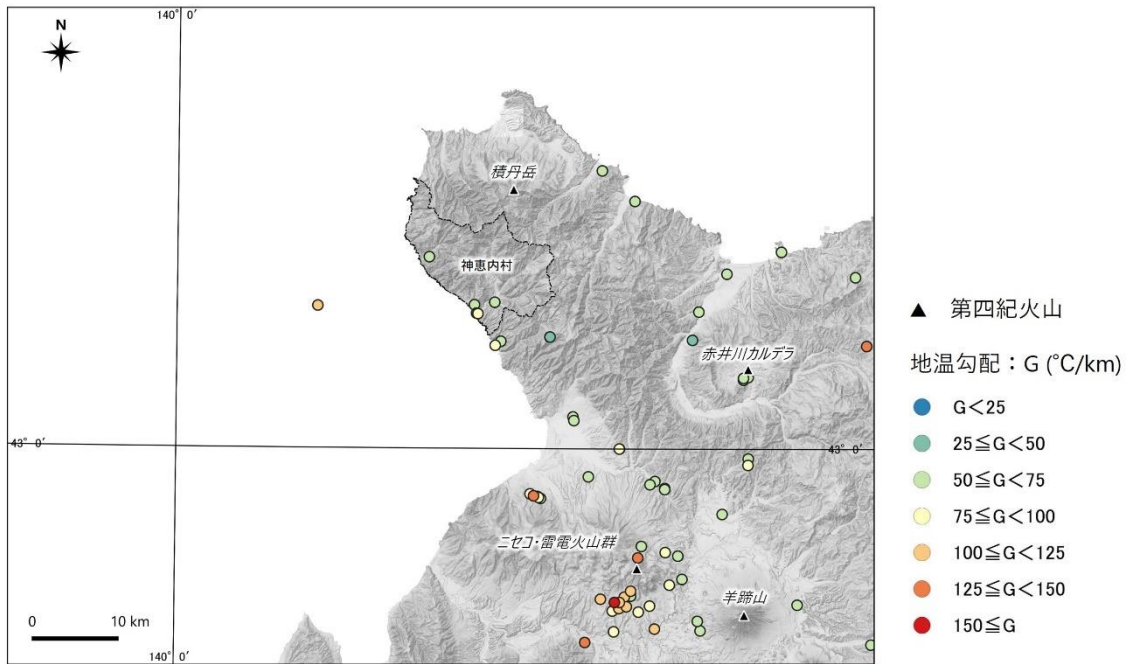 140° 0'
N
積丹岳
神恵内村
赤井川カルデラ
43° 0'
43° 0'
ニセコ・雷電火山群
羊蹄山
0 10 km
140° 0'
第四紀火山
地温勾配：G (℃/km)
G＜25
25≦G＜50
50≦G＜75
75≦G＜100
100≦G＜125
125≦G＜150
150≦G